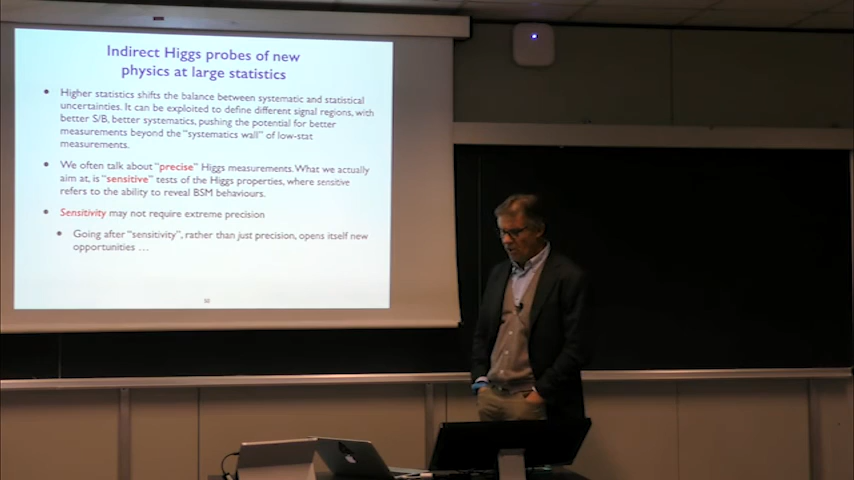 Indirect Higgs probes of new
physics at large statistics
• Higher statistics shifts the balance between systematic and statistical
uncertainties. It can be exploited to define different signal regions, with
better S/B, better systematics, pushing the potential for better
measurements beyond the “systematics wall” of low-stat
measurements.
• We often talk about “precise” Higgs measurements. What we actually
aim at, is “sensitive” tests of the Higgs properties, where sensitive
refers to the ability to reveal BSM behaviours.
• Sensitivity may not require extreme precision
• Going after “sensitivity”, rather than just precision, opens itself new
opportunities …